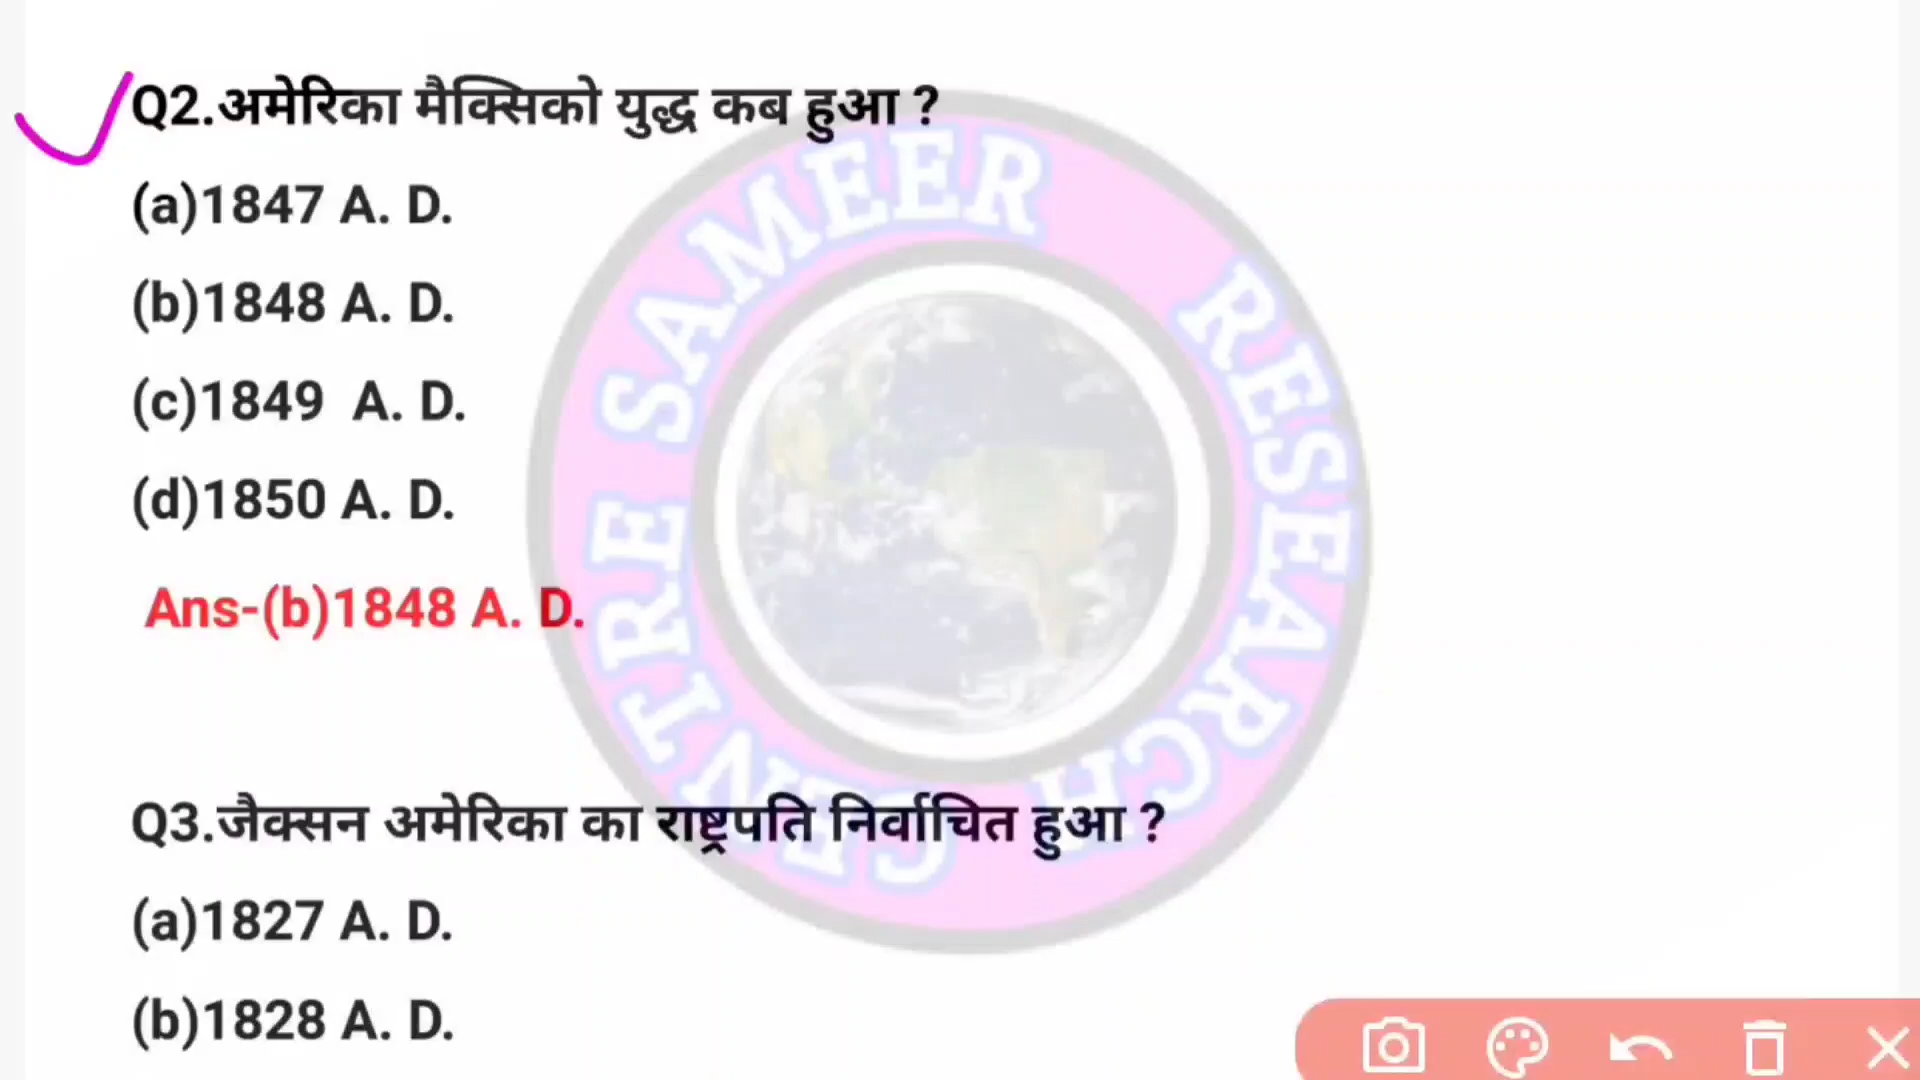 Q2.अमेरिका मैक्सिको युद्ध कब हुआ ?
(a)1847 A. D.
(b)1848 A. D.
(c)1849 A. D.
(d)1850 A. D.
Ans-(b)1848 A. D.
Q3.जैक्सन अमेरिका का राष्ट्रपति निर्वाचित हुआ ?
(a)1827 A. D.
(b)1828 A. D.
SAMEER RESEARCH CENTRE